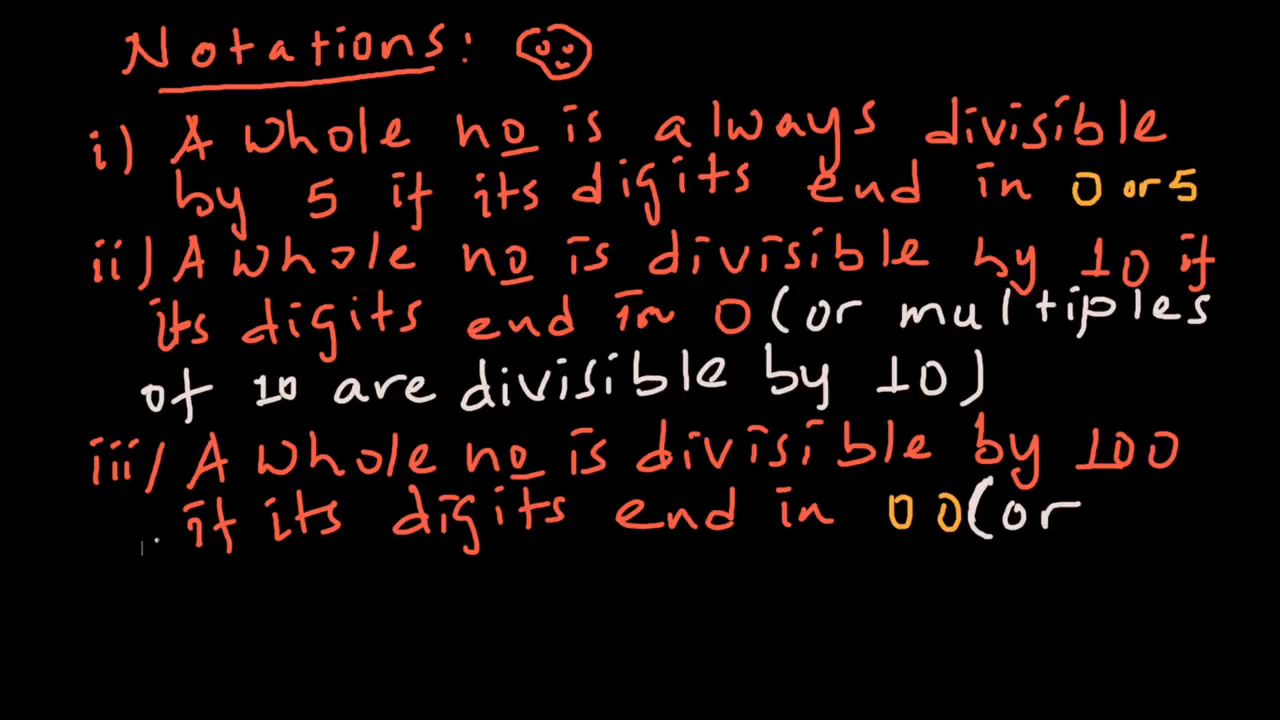 Notations:
i) A whole no is always divisible
by 5 if its digits end in 0 or 5
ii) A whole no is divisible by 10 if
its digits end in 0 (or multiples
of 10 are divisible by 10)
iii) A whole no is divisible by 100
if its digits end in 00 (or